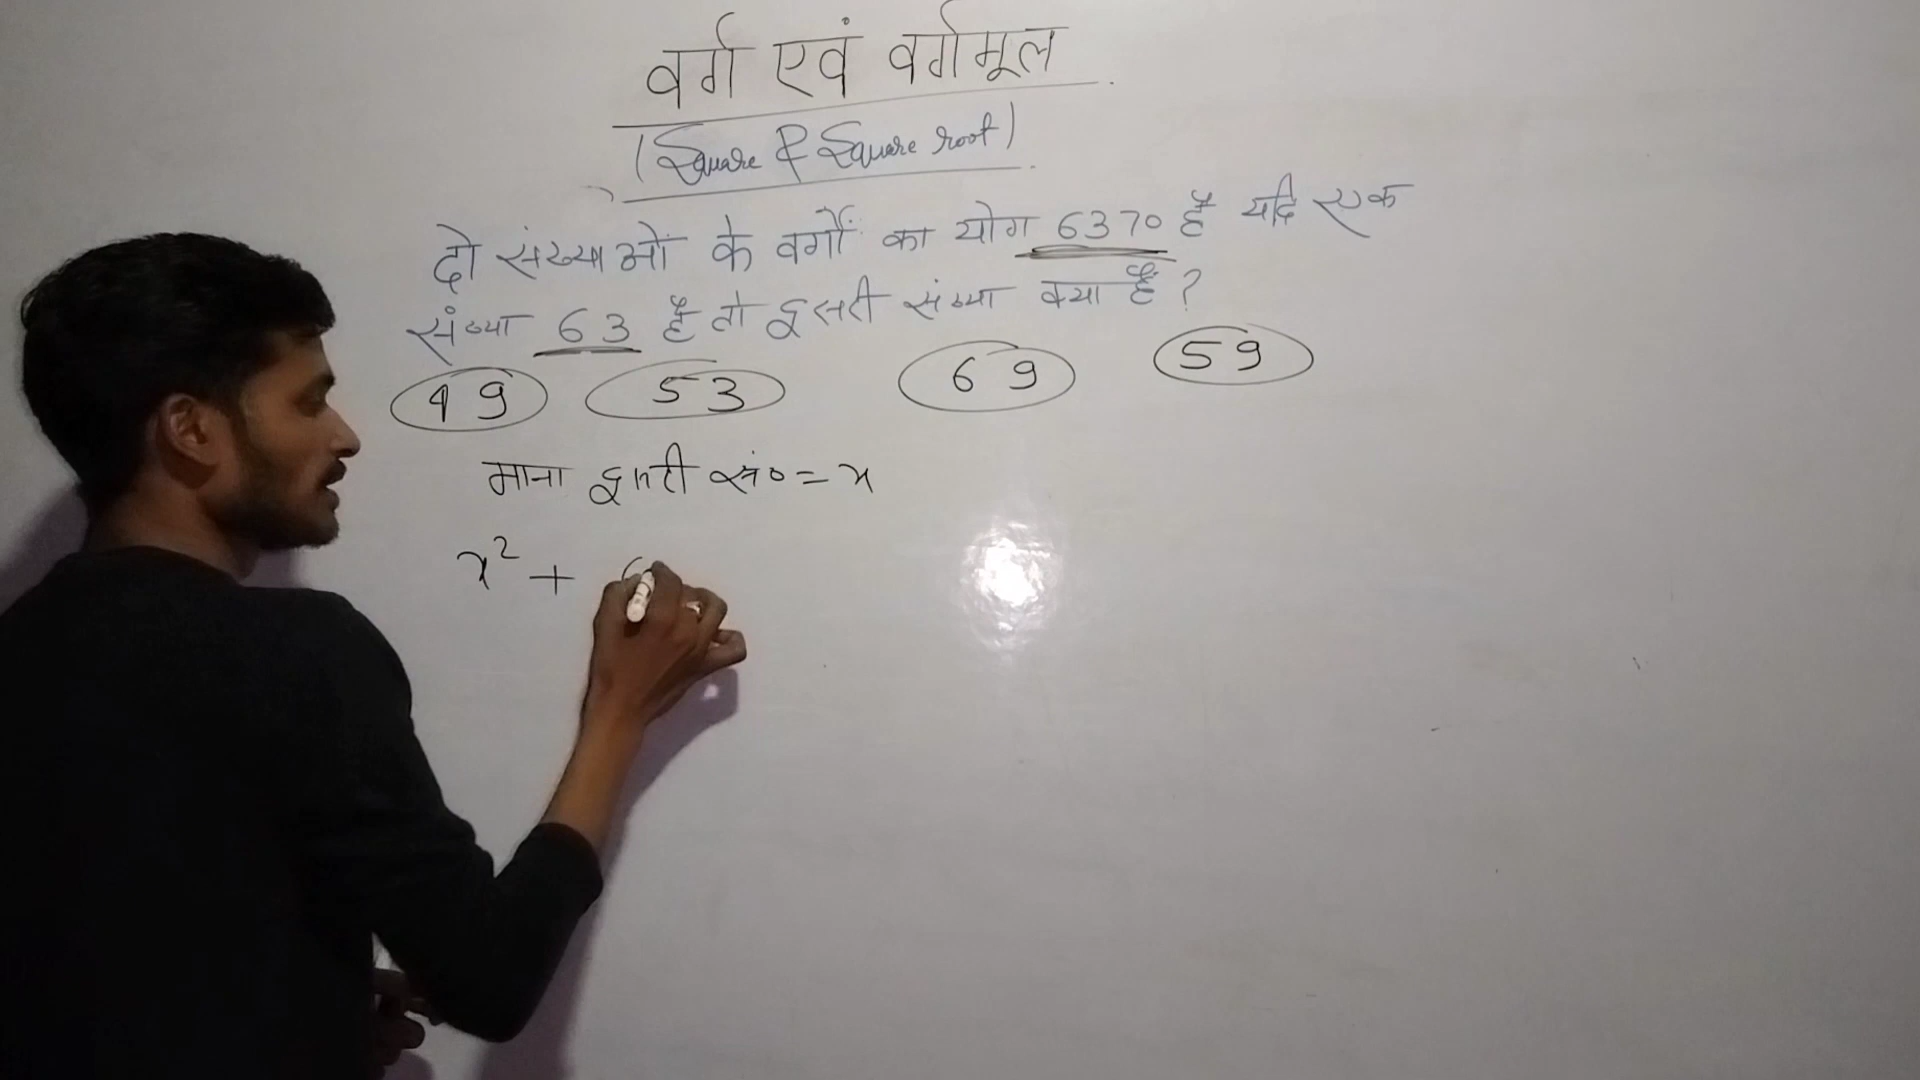 वर्ग एवं वर्गमूल
(Square & Square root)
दो संख्याओं के वर्गों का योग 6370 है यदि एक
संख्या 63 है तो दूसरी संख्या क्या है ?
49 53 69 59
माना दूसरी सं० = x
x² + 6